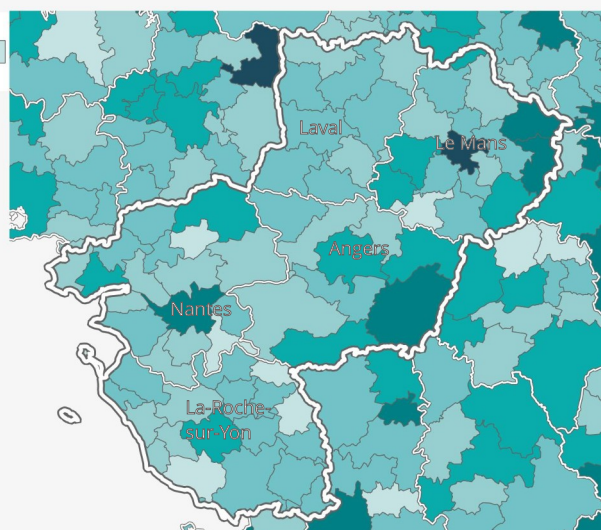 Laval
Le Mans
Angers
Nantes
La-Roche-
sur-Yon